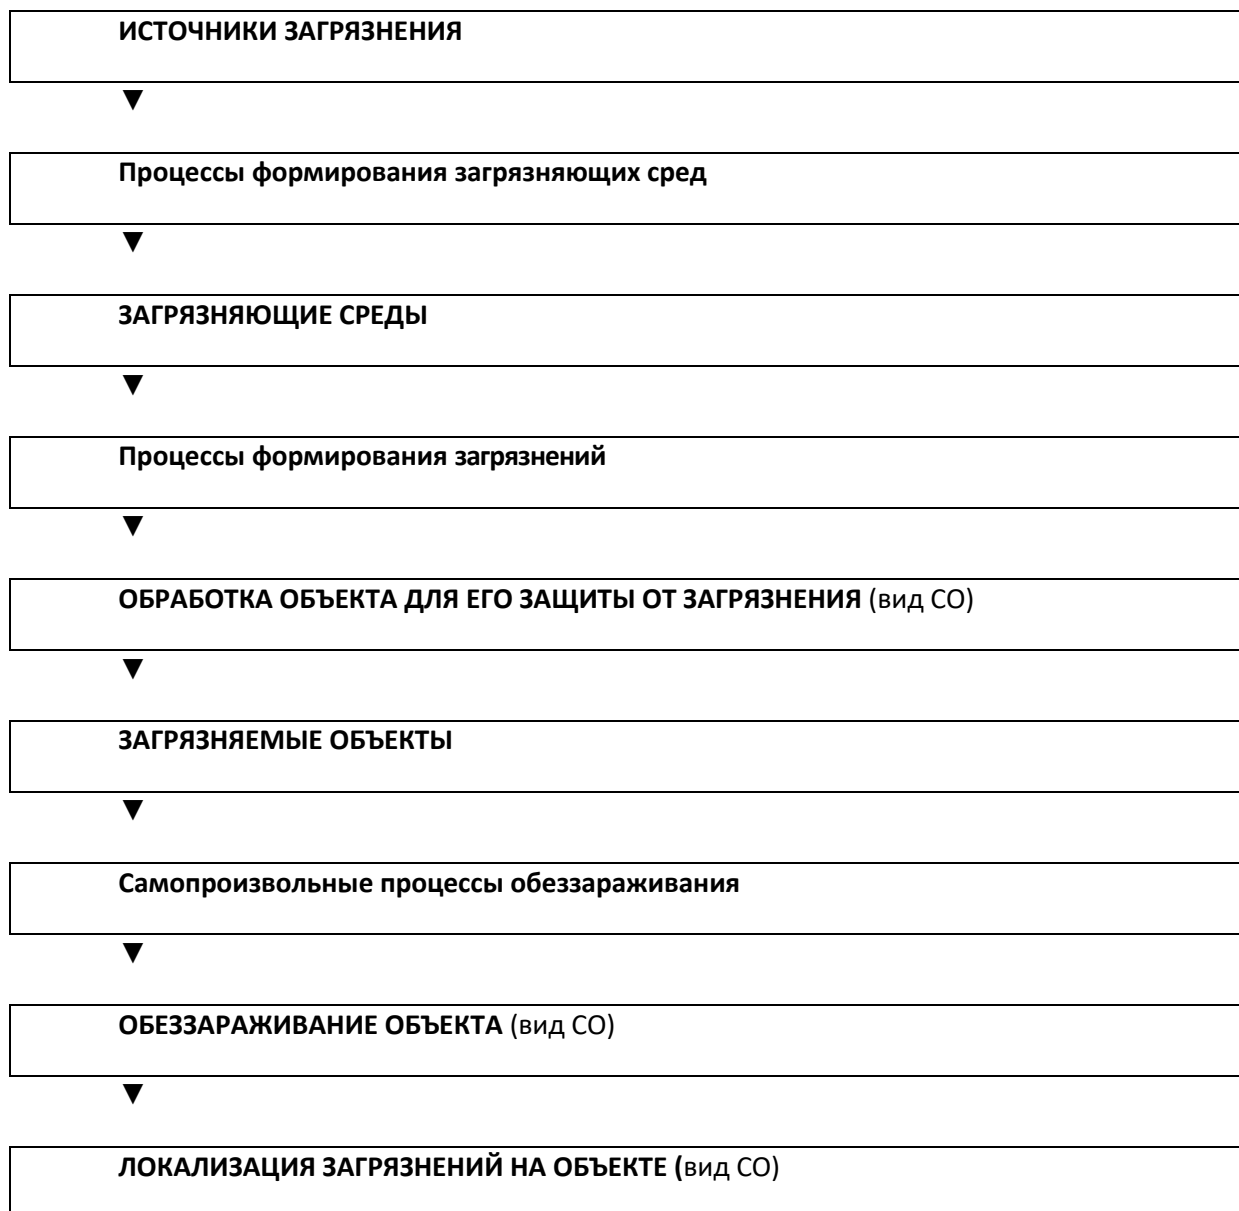 ИСТОЧНИКИ ЗАГРЯЗНЕНИЯ
▼
Процессы формирования загрязняющих сред
▼
ЗАГРЯЗНЯЮЩИЕ СРЕДЫ
▼
Процессы формирования загрязнений
▼
ОБРАБОТКА ОБЪЕКТА ДЛЯ ЕГО ЗАЩИТЫ ОТ ЗАГРЯЗНЕНИЯ (вид СО)
▼
ЗАГРЯЗНЯЕМЫЕ ОБЪЕКТЫ
▼
Самопроизвольные процессы обеззараживания
▼
ОБЕЗЗАРАЖИВАНИЕ ОБЪЕКТА (вид СО)
▼
ЛОКАЛИЗАЦИЯ ЗАГРЯЗНЕНИЙ НА ОБЪЕКТЕ (вид СО)